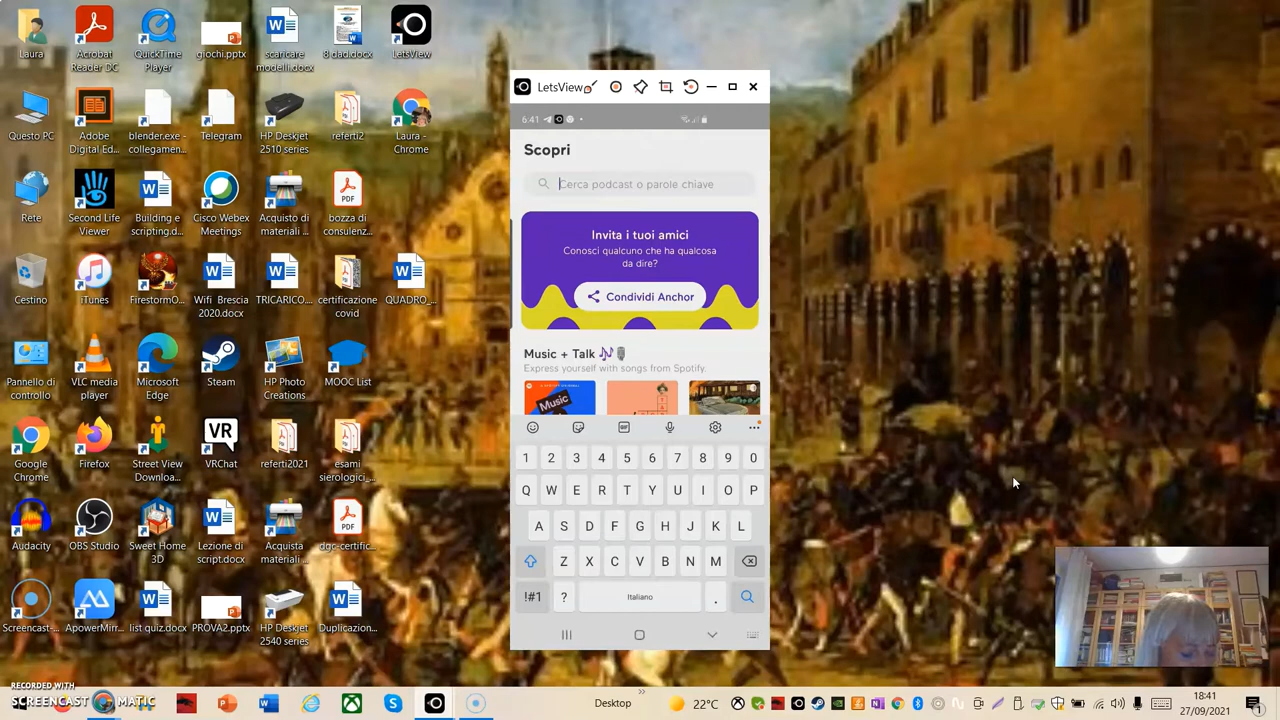 Laura
Acrobat
Reader DC
QuickTime
Player
giochi.pptx
scaricare
modelli.docx
8 dad.docx
LetsView
Questo PC
Adobe
Digital Ed...
blender.exe -
collegamen...
Telegram
HP Deskjet
2510 series
referti2
Laura -
Chrome
Rete
Second Life
Viewer
Building e
scripting.d...
Cisco Webex
Meetings
Acquisto di
materiali ...
bozza di
consulenz...
Cestino
iTunes
FirestormO...
Wifi Brescia
2020.docx
TRICARICO....
certificazione
covid
QUADRO_...
Pannello di
controllo
VLC media
player
Microsoft
Edge
Steam
HP Photo
Creations
MOOC List
Google
Chrome
Firefox
Street View
Downloa...
VR
VRChat
referti2021
esami
sierologici_...
Audacity
OBS Studio
Sweet Home
3D
Lezione di
script.docx
Acquista
materiali ...
dgc-certific...
Screencast-...
ApowerMirr...
list quiz.docx
PROVA2.pptx
HP Deskjet
2540 series
Duplicazion...
LetsView
6:41
Scopri
Cerca podcast o parole chiave
Invita i tuoi amici
Conosci qualcuno che ha qualcosa
da dire?
Condividi Anchor
Music + Talk
Express yourself with songs from Spotify.
Music
1 2 3 4 5 6 7 8 9 0
Q W E R T Y U I O P
A S D F G H J K L
Z X C V B N M
!#1 ? Italiano .
RECORDED WITH
SCREENCAST MATIC
Desktop
22°C
18:41
27/09/2021